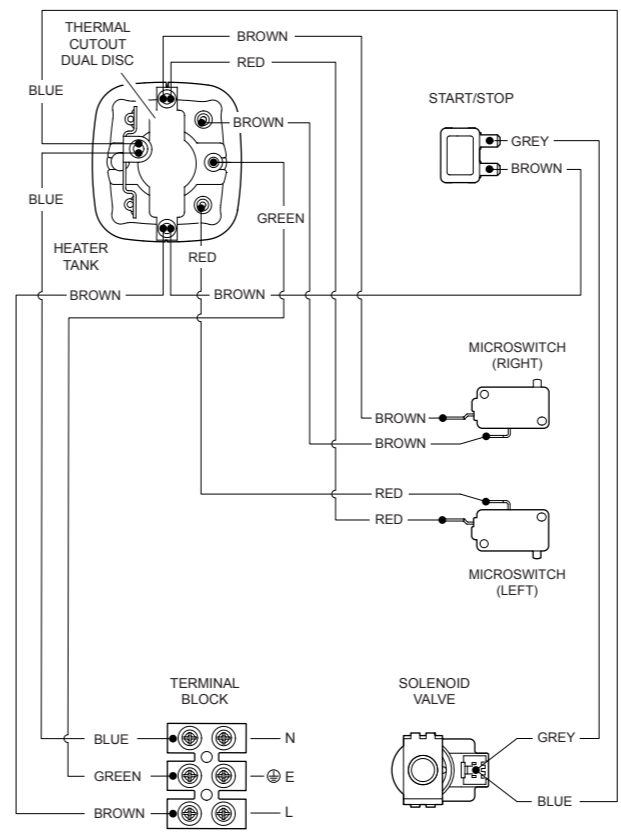 THERMAL
CUTOUT
DUAL DISC
BROWN
RED
BLUE
START/STOP
BROWN
GREY
BROWN
BLUE
GREEN
HEATER
TANK
RED
BROWN
BROWN
MICROSWITCH
(RIGHT)
BROWN
BROWN
RED
RED
MICROSWITCH
(LEFT)
TERMINAL
BLOCK
SOLENOID
VALVE
BLUE
N
GREY
GREEN
E
BLUE
BROWN
L